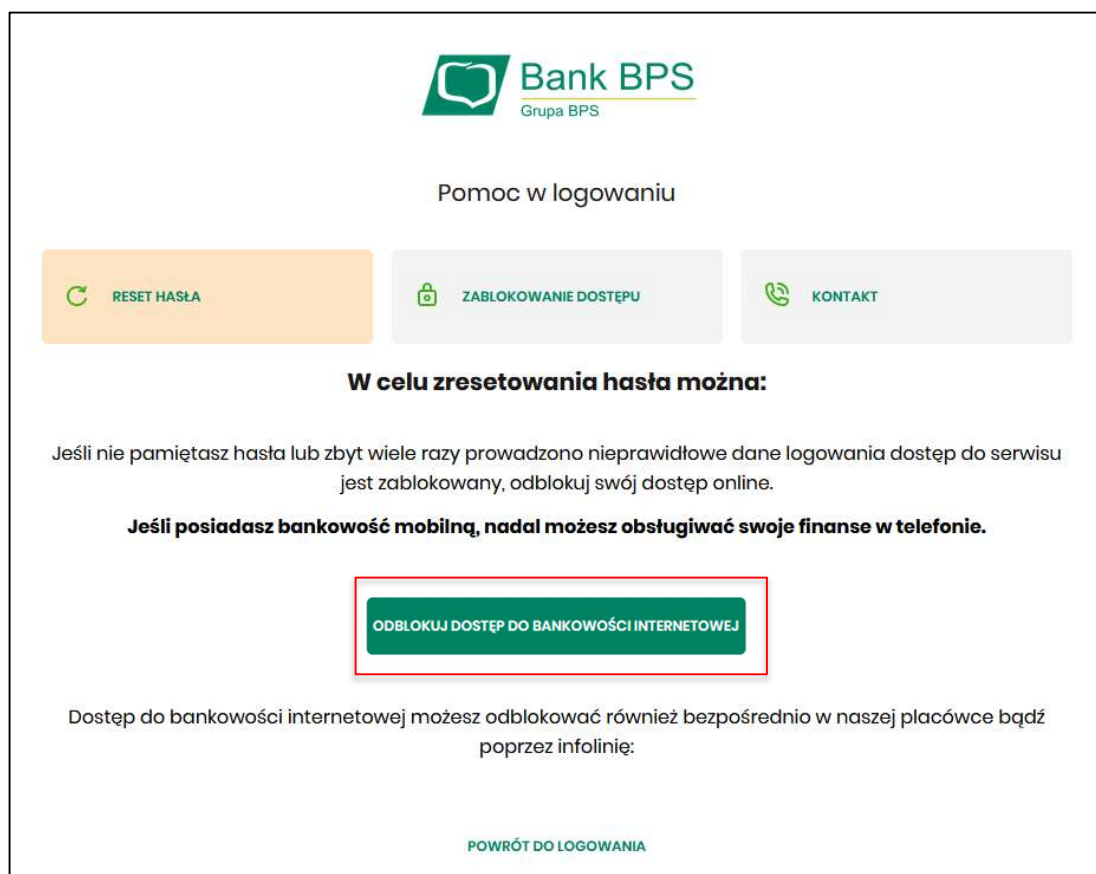 Bank BPS
Grupa BPS
Pomoc w logowaniu
RESET HASŁA
ZABLOKOWANIE DOSTĘPU
KONTAKT
W celu zresetowania hasła można:
Jeśli nie pamiętasz hasła lub zbyt wiele razy prowadzono nieprawidłowe dane logowania dostęp do serwisu
jest zablokowany, odblokuj swój dostęp online.
Jeśli posiadasz bankowość mobilną, nadal możesz obsługiwać swoje finanse w telefonie.
ODBLOKUJ DOSTĘP DO BANKOWOŚCI INTERNETOWEJ
Dostęp do bankowości internetowej możesz odblokować również bezpośrednio w naszej placówce bądź
poprzez infolinię:
POWRÓT DO LOGOWANIA